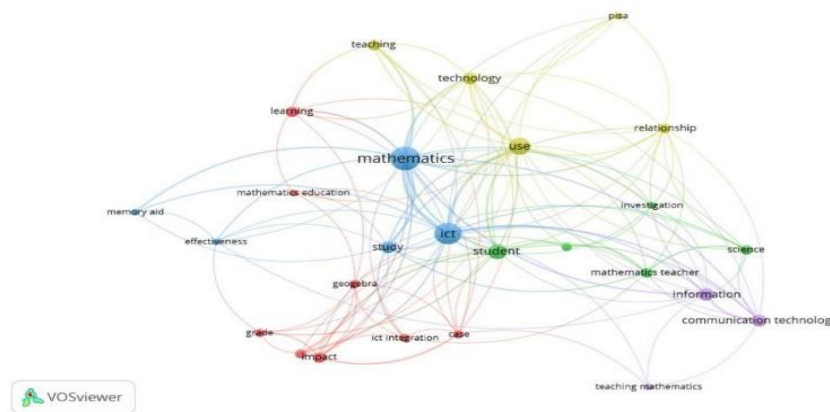 pisa
teaching
technology
learning
relationship
use
mathematics
mathematics education
investigation
memory aid
ict
effectiveness
study
student
science
mathematics teacher
geogebra
information
communication technolog
grade
ict integration
case
impact
teaching mathematics
VOSviewer